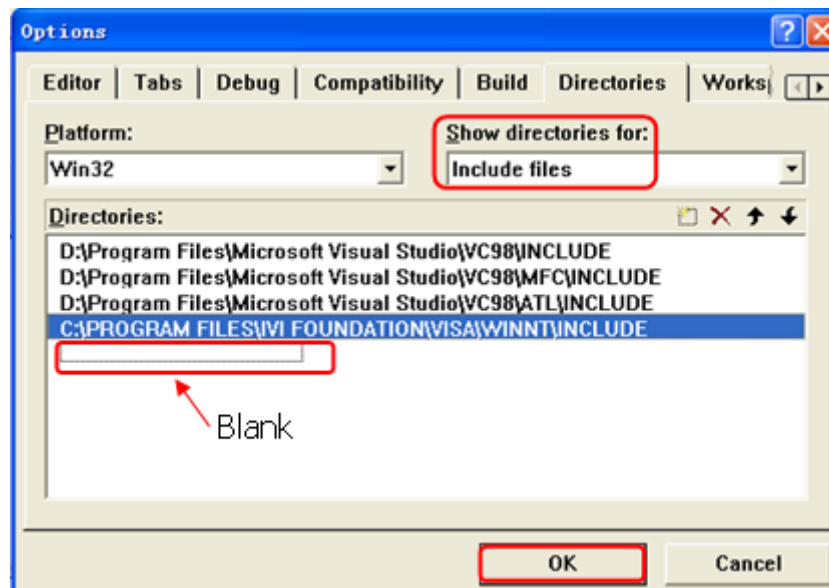 Options
Editor Tabs Debug Compatibility Build Directories Works
Platform: Show directories for:
Win32 Include files
Directories:
D:\Program Files\Microsoft Visual Studio\VC98\INCLUDE
D:\Program Files\Microsoft Visual Studio\VC98\MFC\INCLUDE
D:\Program Files\Microsoft Visual Studio\VC98\ATL\INCLUDE
C:\PROGRAM FILES\IVI FOUNDATION\VISA\WINNT\INCLUDE
Blank
OK Cancel